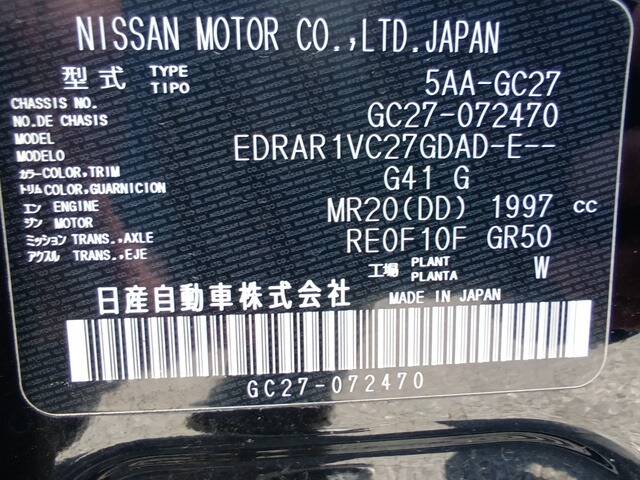 NISSAN MOTOR CO.,LTD.JAPAN
型式 TYPE TIPO 5AA-GC27
CHASSIS NO. NO.DE CHASIS GC27-072470
MODEL MODELO EDRAR1VC27GDAD-E--
カラー COLOR,TRIM トリム COLOR,GUARNICION G41 G
エンジン ENGINE MOTOR MR20(DD) 1997 cc
ミッション TRANS.,AXLE アクスル TRANS.,EJE RE0F10F GR50
工場 PLANT PLANTA W
日産自動車株式会社 MADE IN JAPAN
GC27-072470